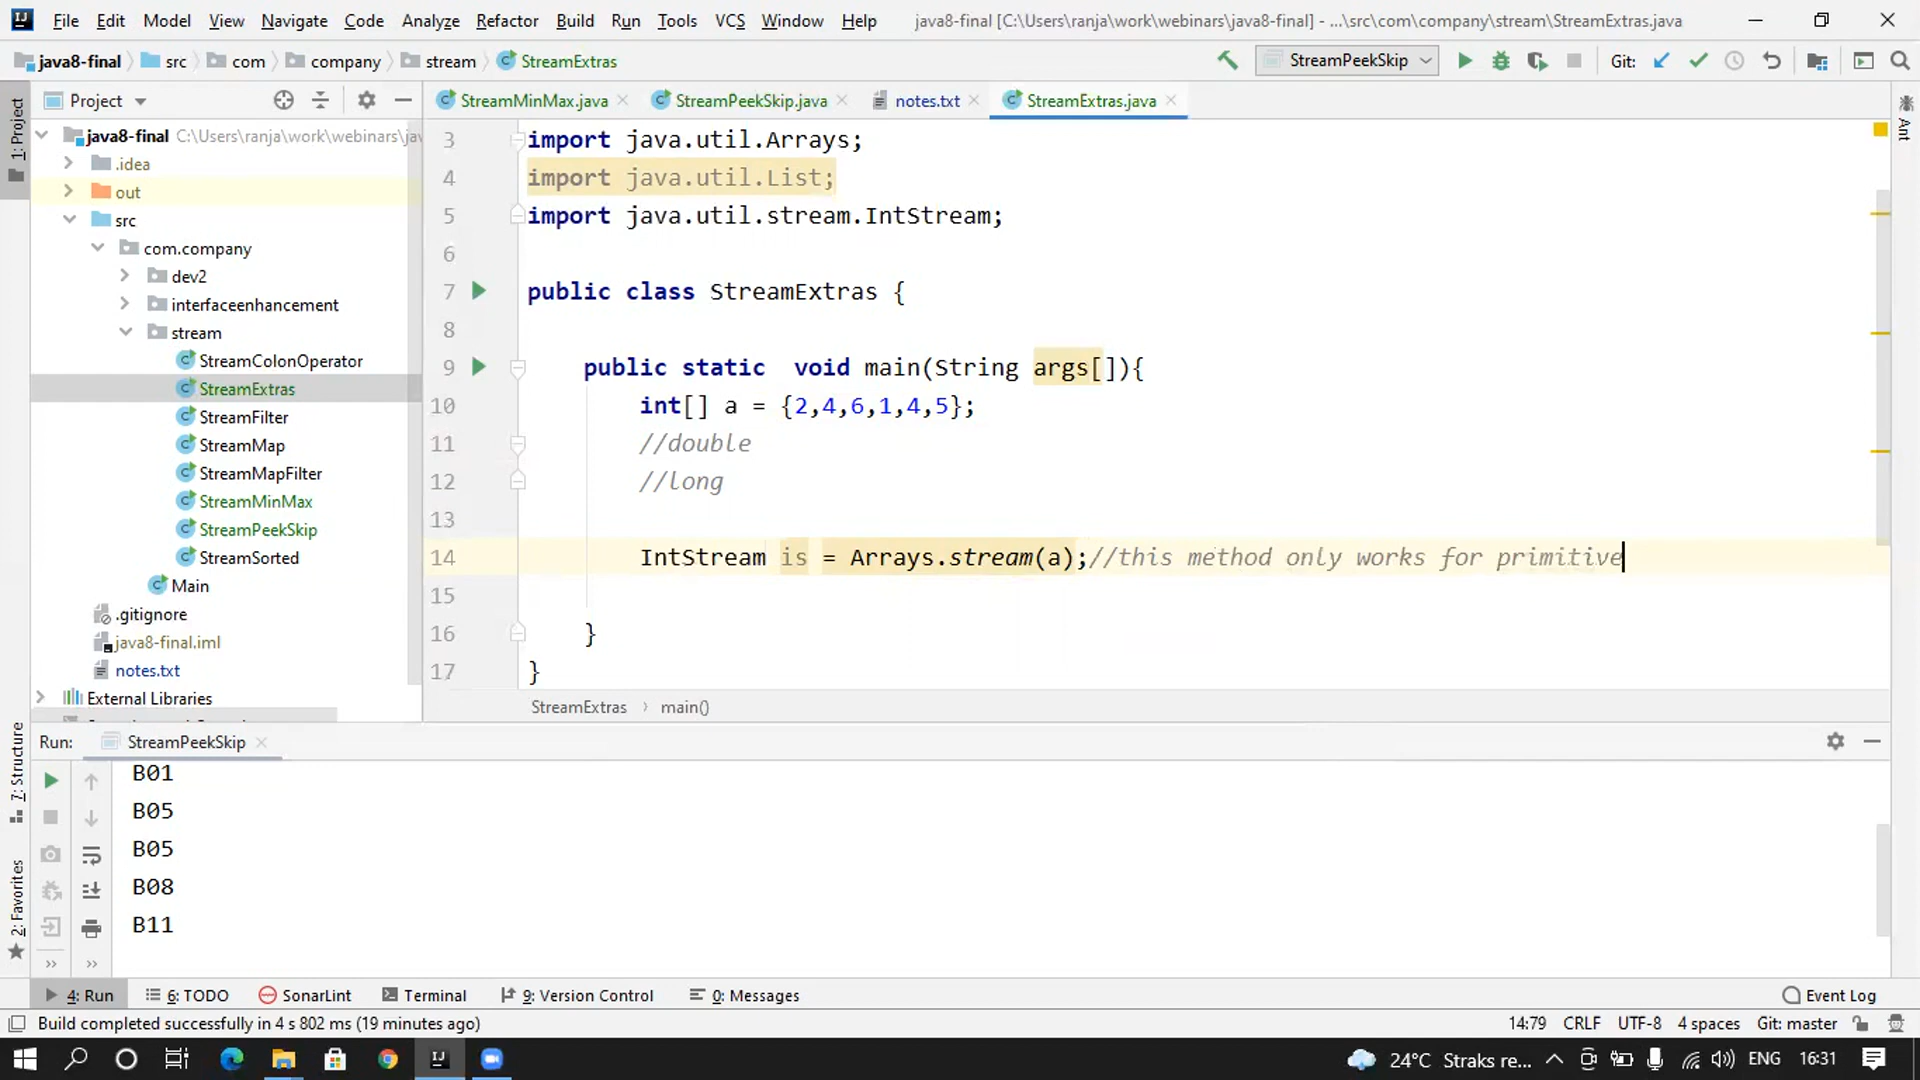 File Edit View Navigate Code Analyze Refactor Build Run Tools VCS Window Help java8-final [C:\Users\ranja\work\webinars\java8-final] - ...\src\com\company\stream\StreamExtras.java
java8-final src com company stream StreamExtras StreamPeekSkip Git:
Project StreamMinMax.java StreamPeekSkip.java notes.txt StreamExtras.java
1: Project
Ant
java8-final C:\Users\ranja\work\webinars\jav
.idea
out
src
com.company
dev2
interfaceenhancement
stream
StreamColonOperator
StreamExtras
StreamFilter
StreamMap
StreamMapFilter
StreamMinMax
StreamPeekSkip
StreamSorted
Main
.gitignore
java8-final.iml
notes.txt
External Libraries
3 import java.util.Arrays;
4 import java.util.List;
5 import java.util.stream.IntStream;
6
7 public class StreamExtras {
8
9 public static  void main(String args[]){
10 int[] a = {2,4,6,1,4,5};
11 //double
12 //long
13
14 IntStream is = Arrays.stream(a);//this method only works for primitive
15
16 }
17 }
StreamExtras › main()
7: Structure
2: Favorites
Run: StreamPeekSkip
B01
B05
B05
B08
B11
4: Run 6: TODO SonarLint Terminal 9: Version Control 0: Messages Event Log
Build completed successfully in 4 s 802 ms (19 minutes ago) 14:79 CRLF UTF-8 4 spaces Git: master
24°C Straks re... ENG 16:31